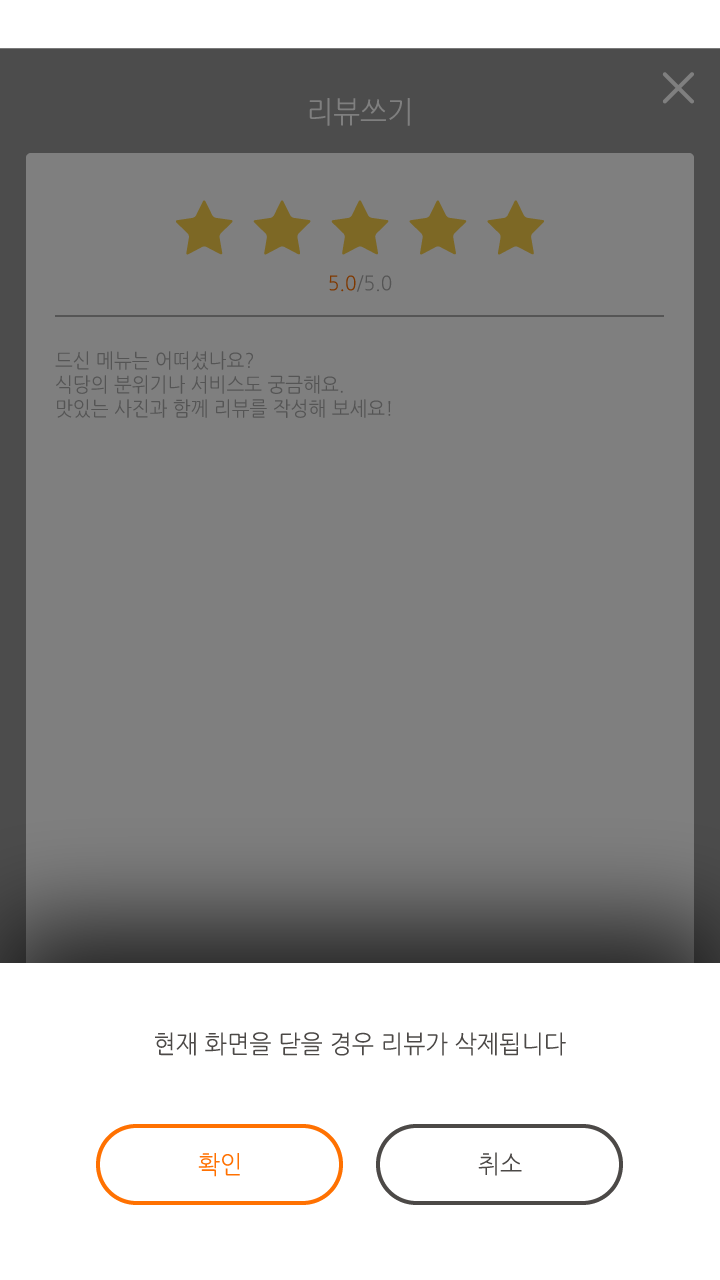 리뷰쓰기
5.0/5.0
드신 메뉴는 어떠셨나요?
식당의 분위기나 서비스도 궁금해요.
맛있는 사진과 함께 리뷰를 작성해 보세요!
현재 화면을 닫을 경우 리뷰가 삭제됩니다
확인
취소